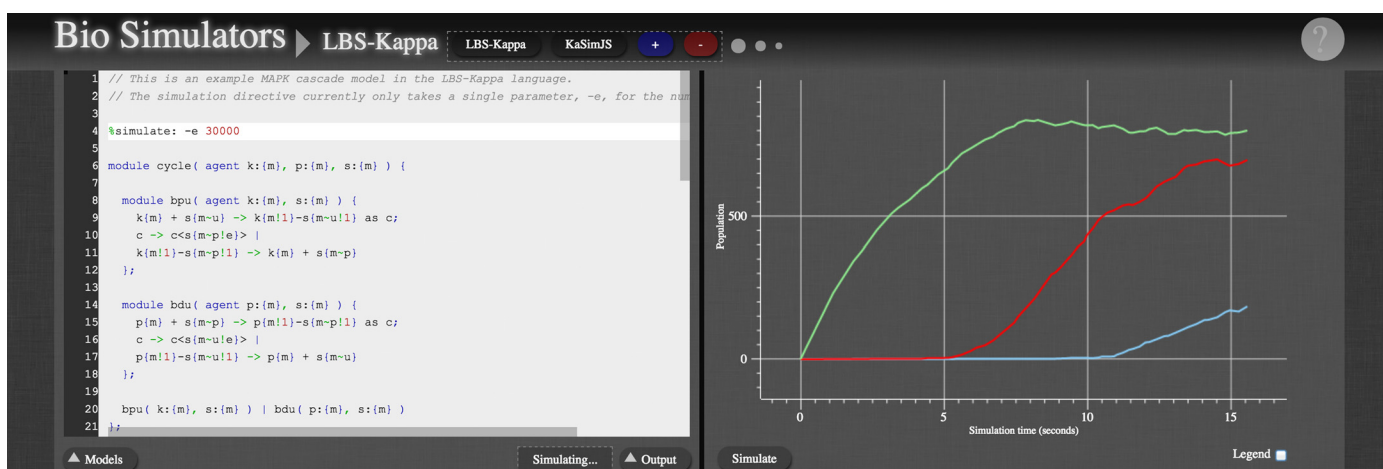 Bio Simulators LBS-Kappa LBS-Kappa KaSimJS + - ?
1 // This is an example MAPK cascade model in the LBS-Kappa language.
2 // The simulation directive currently only takes a single parameter, -e, for the num
3
4 %simulate: -e 30000
5
6 module cycle( agent k:{m}, p:{m}, s:{m} ) {
7
8 module bpu( agent k:{m}, s:{m} ) {
9 k{m} + s{m~u} -> k{m!1}-s{m~u!1} as c;
10 c -> c<s{m~p!e}> |
11 k{m!1}-s{m~p!1} -> k{m} + s{m~p}
12 };
13
14 module bdu( agent p:{m}, s:{m} ) {
15 p{m} + s{m~p} -> p{m!1}-s{m~p!1} as c;
16 c -> c<s{m~u!e}> |
17 p{m!1}-s{m~u!1} -> p{m} + s{m~u}
18 };
19
20 bpu( k:{m}, s:{m} ) | bdu( p:{m}, s:{m} )
21 };
Models Simulating... Output
Population
500
0
0 5 10 15
Simulation time (seconds)
Simulate Legend